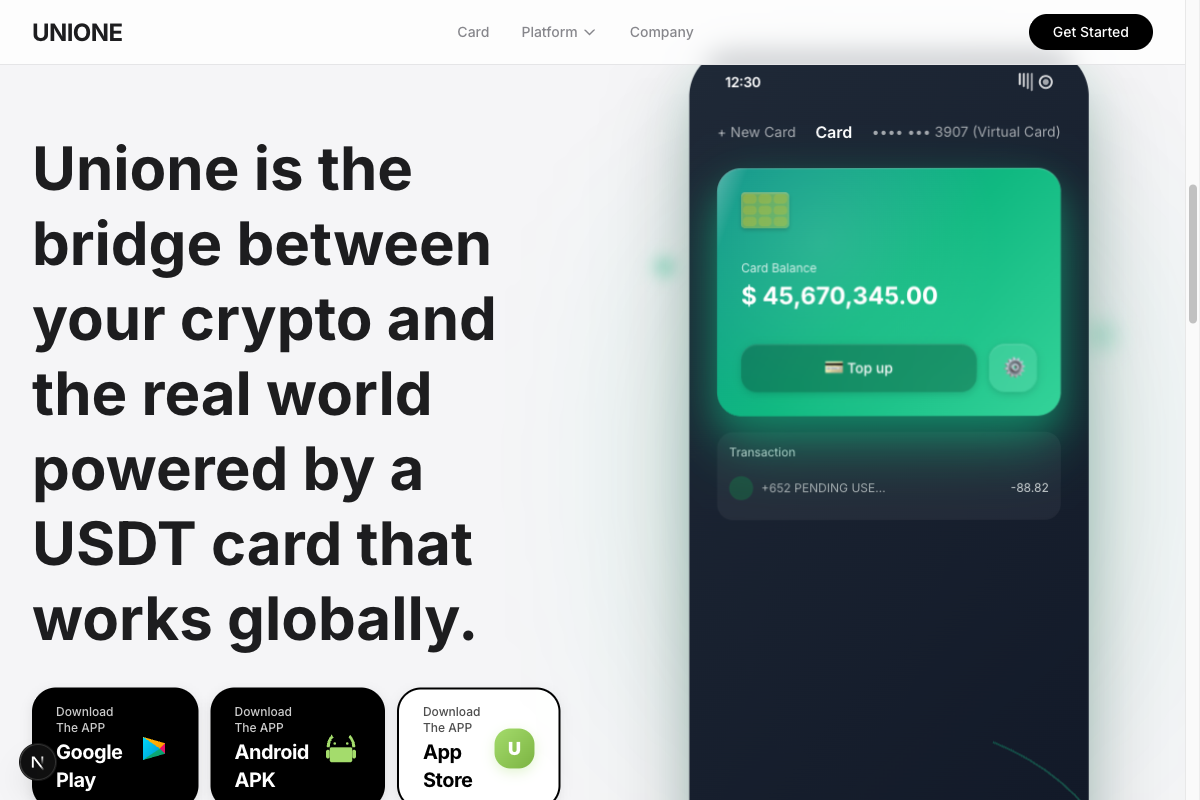 UNIONE
Card
Platform
Company
Get Started
12:30
+ New Card
Card
•••• ••• 3907 (Virtual Card)
Unione is the
bridge between
your crypto and
the real world
powered by a
USDT card that
works globally.
Card Balance
$ 45,670,345.00
Top up
Transaction
+652 PENDING USE...
-88.82
Download
The APP
Google
Play
Download
The APP
Android
APK
Download
The APP
App
Store
U
N